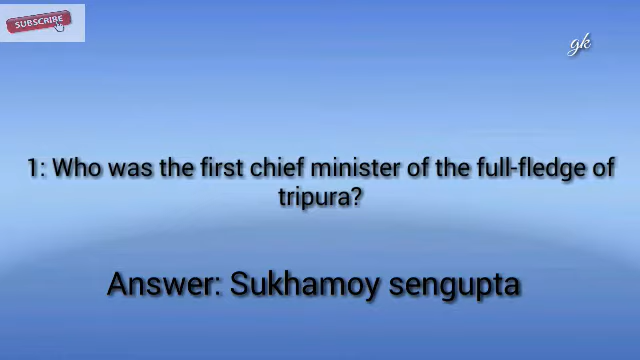 SUBSCRIBE
gk
1: Who was the first chief minister of the full-fledge of
tripura?
Answer: Sukhamoy sengupta